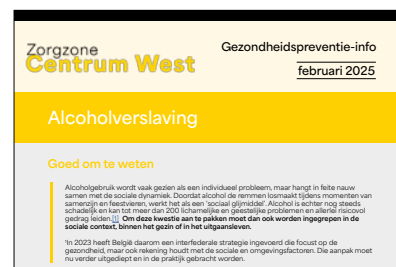 Zorgzone
Centrum West
Gezondheidspreventie-info
februari 2025
Alcoholverslaving
Goed om te weten
Alcoholgebruik wordt vaak gezien als een individueel probleem, maar hangt in feite nauw
samen met de sociale dynamiek. Doordat alcohol de remmen losmaakt tijdens momenten van
samenzijn en feestvieren, werkt het als een 'sociaal glijmiddel'. Alcohol is echter nog steeds
schadelijk en kan tot meer dan 200 lichamelijke en geestelijke problemen en allerlei risicovol
gedrag leiden.[1] Om deze kwestie aan te pakken moet dan ook worden ingegrepen in de
sociale context, binnen het gezin of in het uitgaansleven.
'In 2023 heeft België daarom een interfederale strategie ingevoerd die focust op de
gezondheid, maar ook rekening houdt met de sociale en omgevingsfactoren. Die aanpak moet
nu verder uitgediept en in de praktijk gebracht worden.